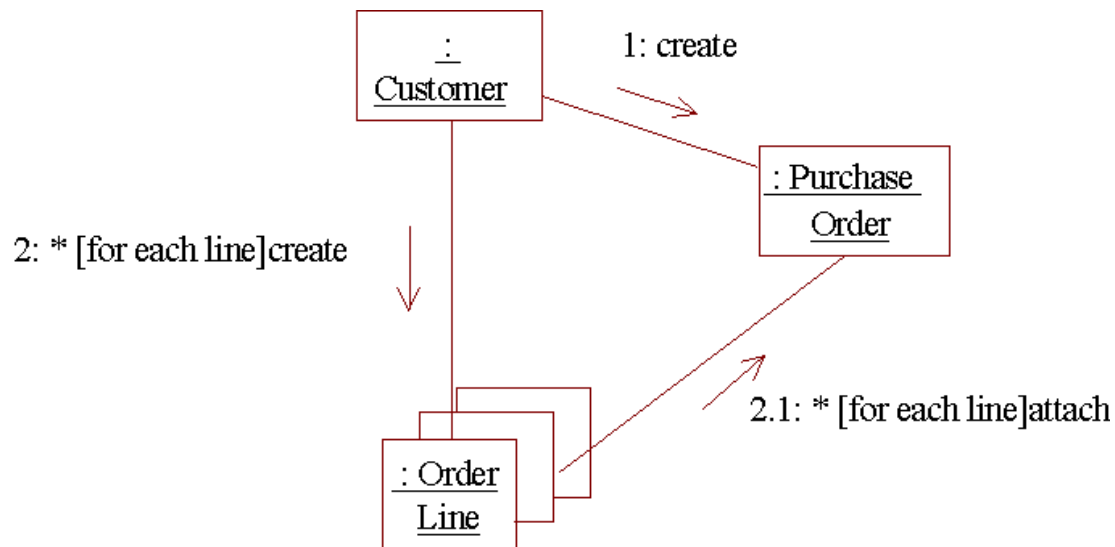 :
Customer
1: create
: Purchase
Order
2: * [for each line]create
2.1: * [for each line]attach
: Order
Line